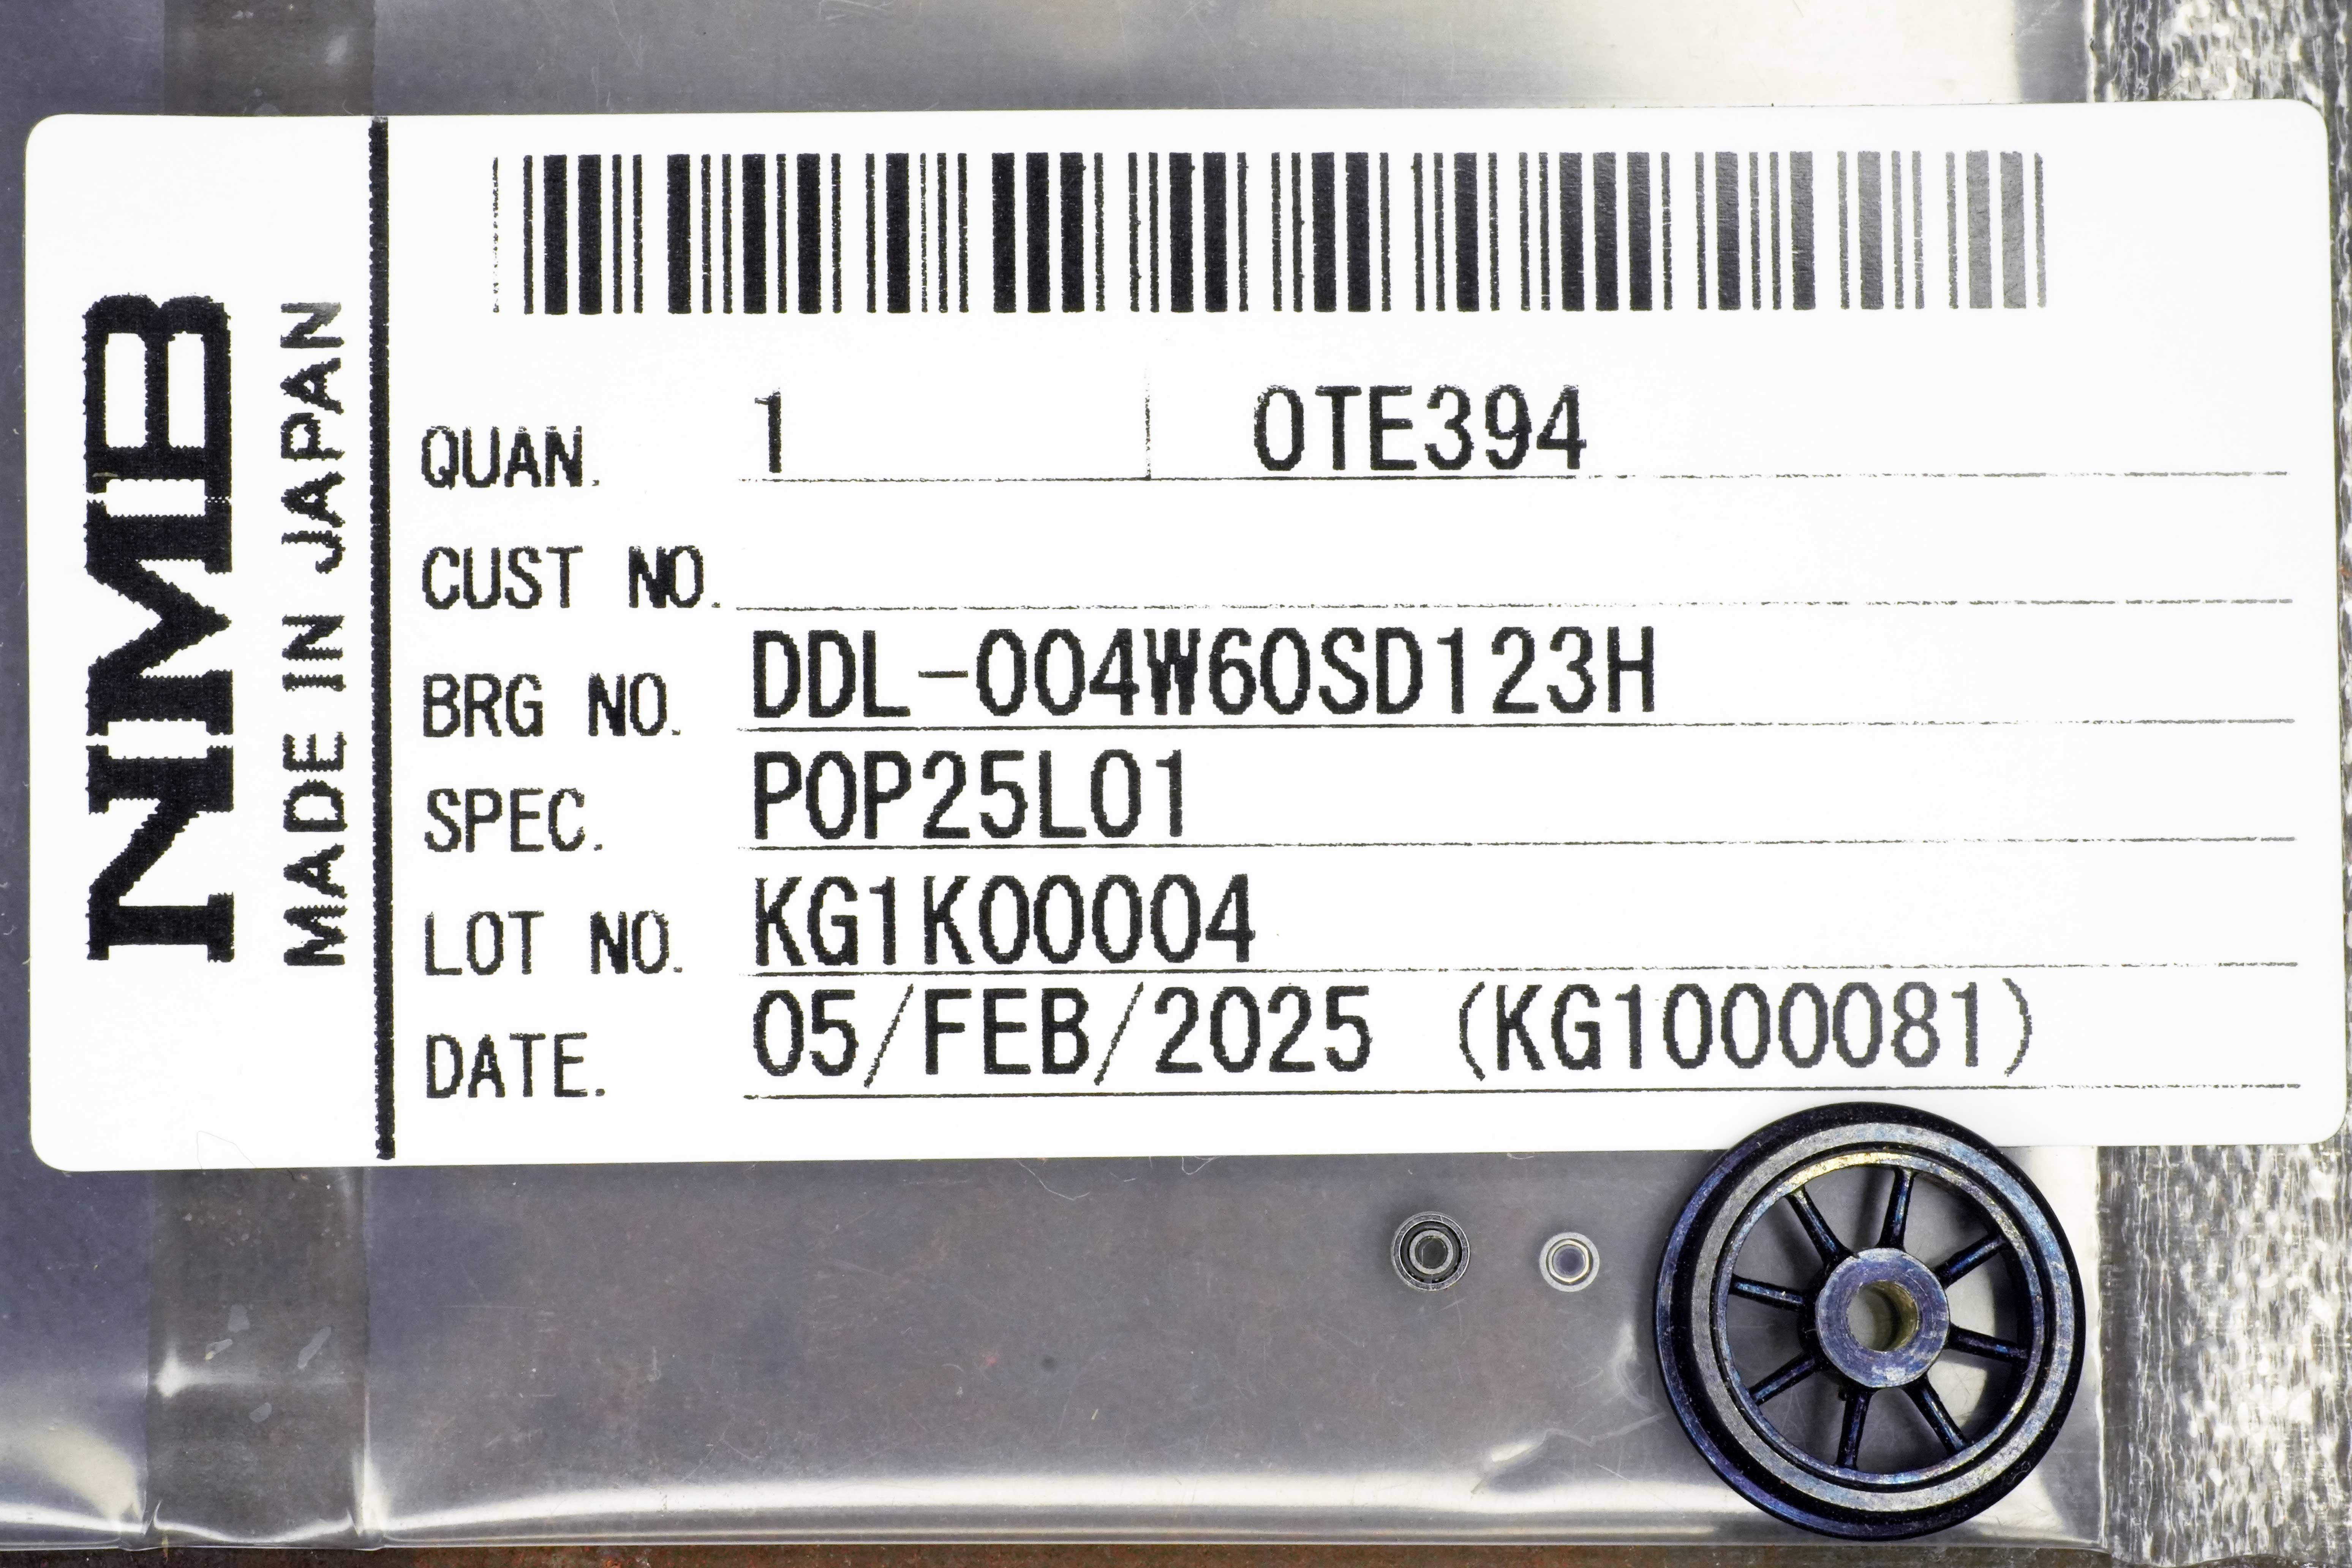 NMB
MADE IN JAPAN
QUAN. 1 0TE394
CUST NO.
BRG NO. DDL-004W60SD123H
SPEC. P0P25L01
LOT NO. KG1K00004
DATE. 05/FEB/2025 (KG1000081)